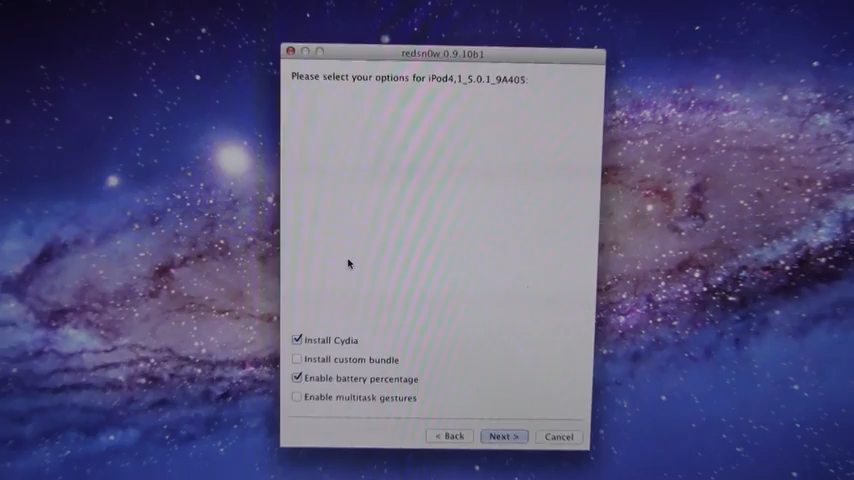 redsn0w 0.9.10b1
Please select your options for iPod4,1_5.0.1_9A405:
Install Cydia
Install custom bundle
Enable battery percentage
Enable multitask gestures
< Back
Next >
Cancel